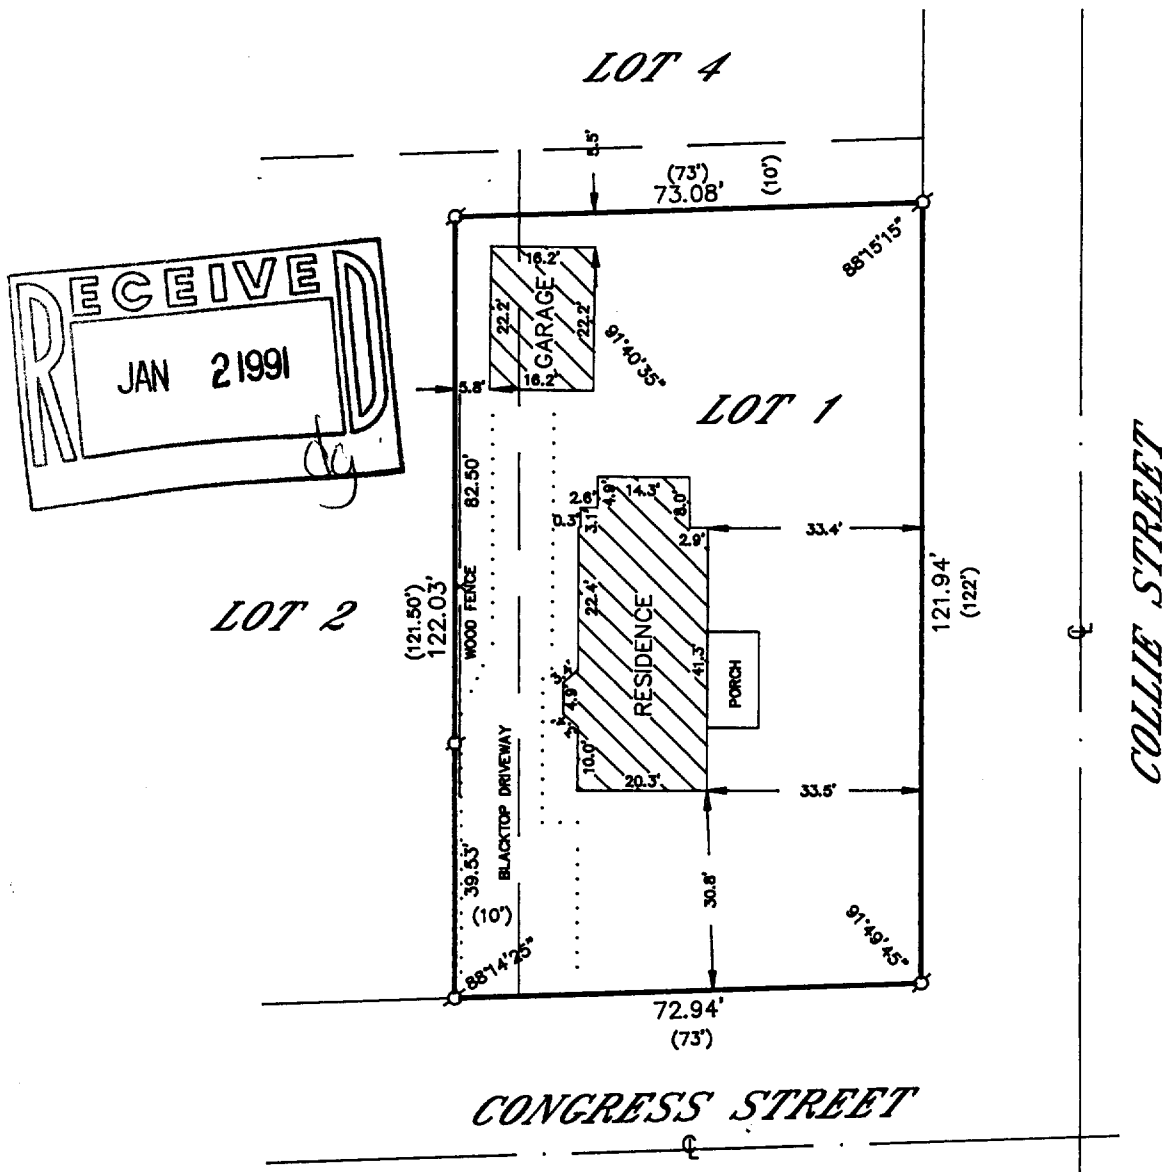 LOT 4
5.5'
(73')
73.08'
(10')
88°15'15"
RECEIVED
JAN 21991
dg
16.2'
22.2'
GARAGE
22.2'
16.2'
91°40'35"
5.8'
LOT 1
82.50'
WOOD FENCE
2.6'
4.9'
14.3'
8.0'
0.3'
3.1'
2.9'
33.4'
22.4'
RESIDENCE
41.3'
PORCH
4.9'
10.0'
20.3'
33.5'
LOT 2
(121.50')
122.03'
121.94'
(122')
COLLIE STREET
BLACKTOP DRIVEWAY
39.53'
(10')
30.8'
88°14'25"
91°49'45"
72.94'
(73')
CONGRESS STREET